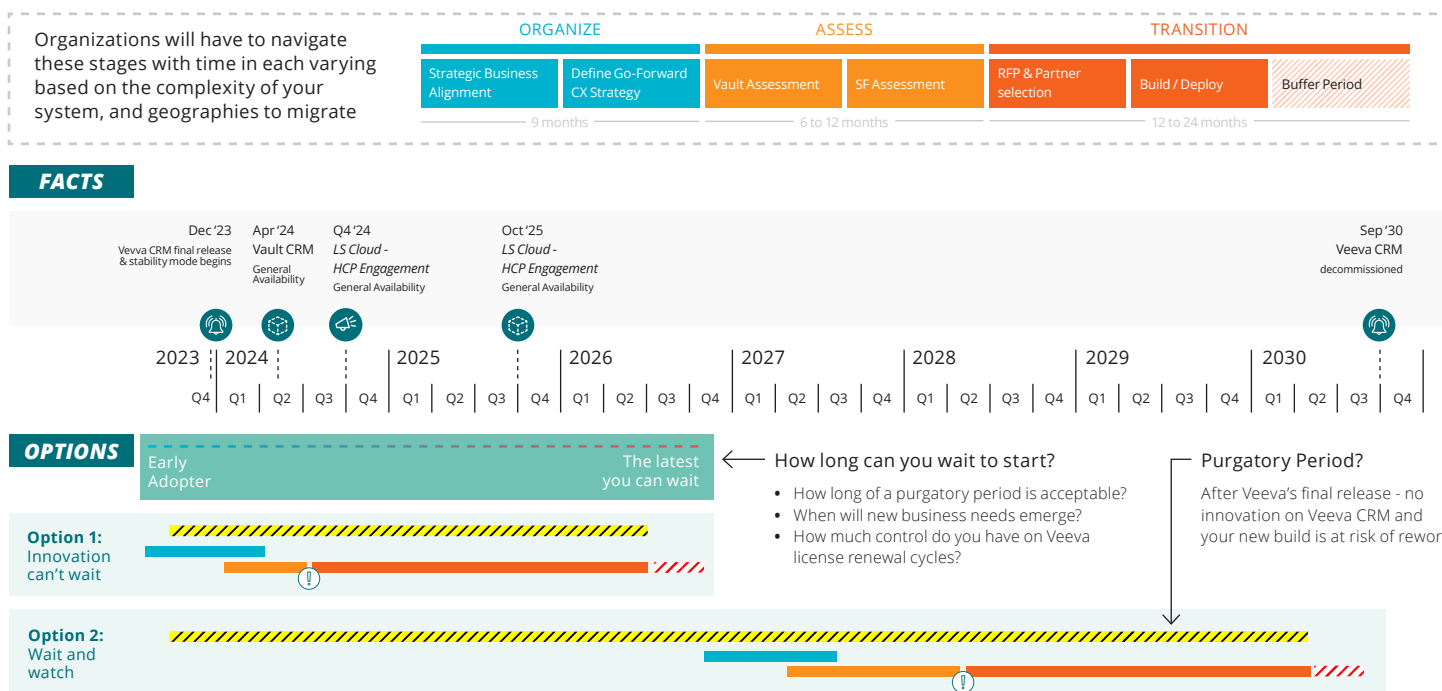 Organizations will have to navigate
these stages with time in each varying
based on the complexity of your
system, and geographies to migrate
ORGANIZE
ASSESS
TRANSITION
Strategic Business
Alignment
Define Go-Forward
CX Strategy
Vault Assessment
SF Assessment
RFP & Partner
selection
Build / Deploy
Buffer Period
9 months
6 to 12 months
12 to 24 months
FACTS
Dec ‘23
Vevva CRM final release
& stability mode begins
Apr ‘24
Vault CRM
General
Availability
Q4 ‘24
LS Cloud -
HCP Engagement
General Availability
Oct ‘25
LS Cloud -
HCP Engagement
General Availability
Sep ‘30
Veeva CRM
decommissioned
2023 2024 2025 2026 2027 2028 2029 2030
Q4 Q1 Q2 Q3 Q4 Q1 Q2 Q3 Q4 Q1 Q2 Q3 Q4 Q1 Q2 Q3 Q4 Q1 Q2 Q3 Q4 Q1 Q2 Q3 Q4 Q1 Q2 Q3 Q4
OPTIONS
Early
Adopter
The latest
you can wait
How long can you wait to start?
• How long of a purgatory period is acceptable?
• When will new business needs emerge?
• How much control do you have on Veeva
license renewal cycles?
Purgatory Period?
After Veeva’s final release - no
innovation on Veeva CRM and
your new build is at risk of rewor
Option 1:
Innovation
can’t wait
Option 2:
Wait and
watch